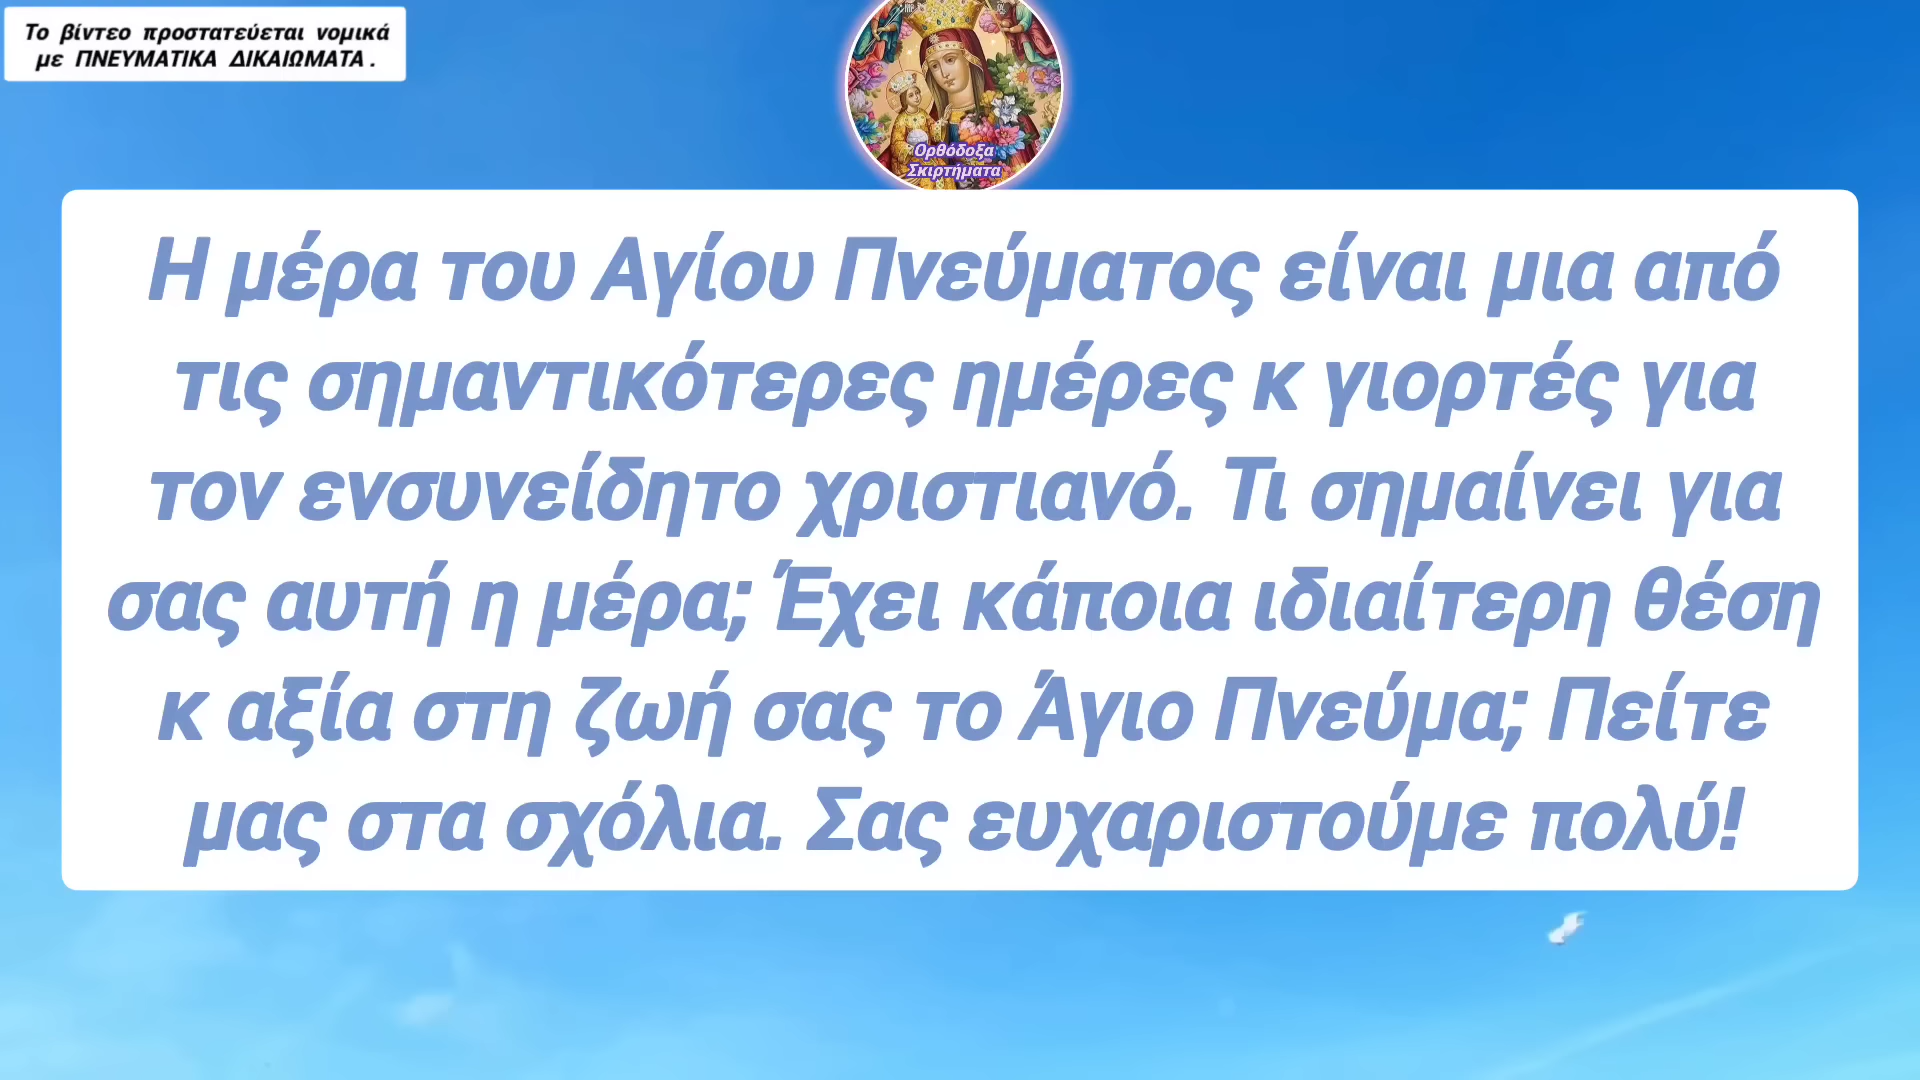 Το βίντεο προστατεύεται νομικά
με ΠΝΕΥΜΑΤΙΚΑ ΔΙΚΑΙΩΜΑΤΑ.
Ορθόδοξα
Σκιρτήματα
Η μέρα του Αγίου Πνεύματος είναι μια από
τις σημαντικότερες ημέρες κ γιορτές για
τον ενσυνείδητο χριστιανό. Τι σημαίνει για
σας αυτή η μέρα; Έχει κάποια ιδιαίτερη θέση
κ αξία στη ζωή σας το Άγιο Πνεύμα; Πείτε
μας στα σχόλια. Σας ευχαριστούμε πολύ!